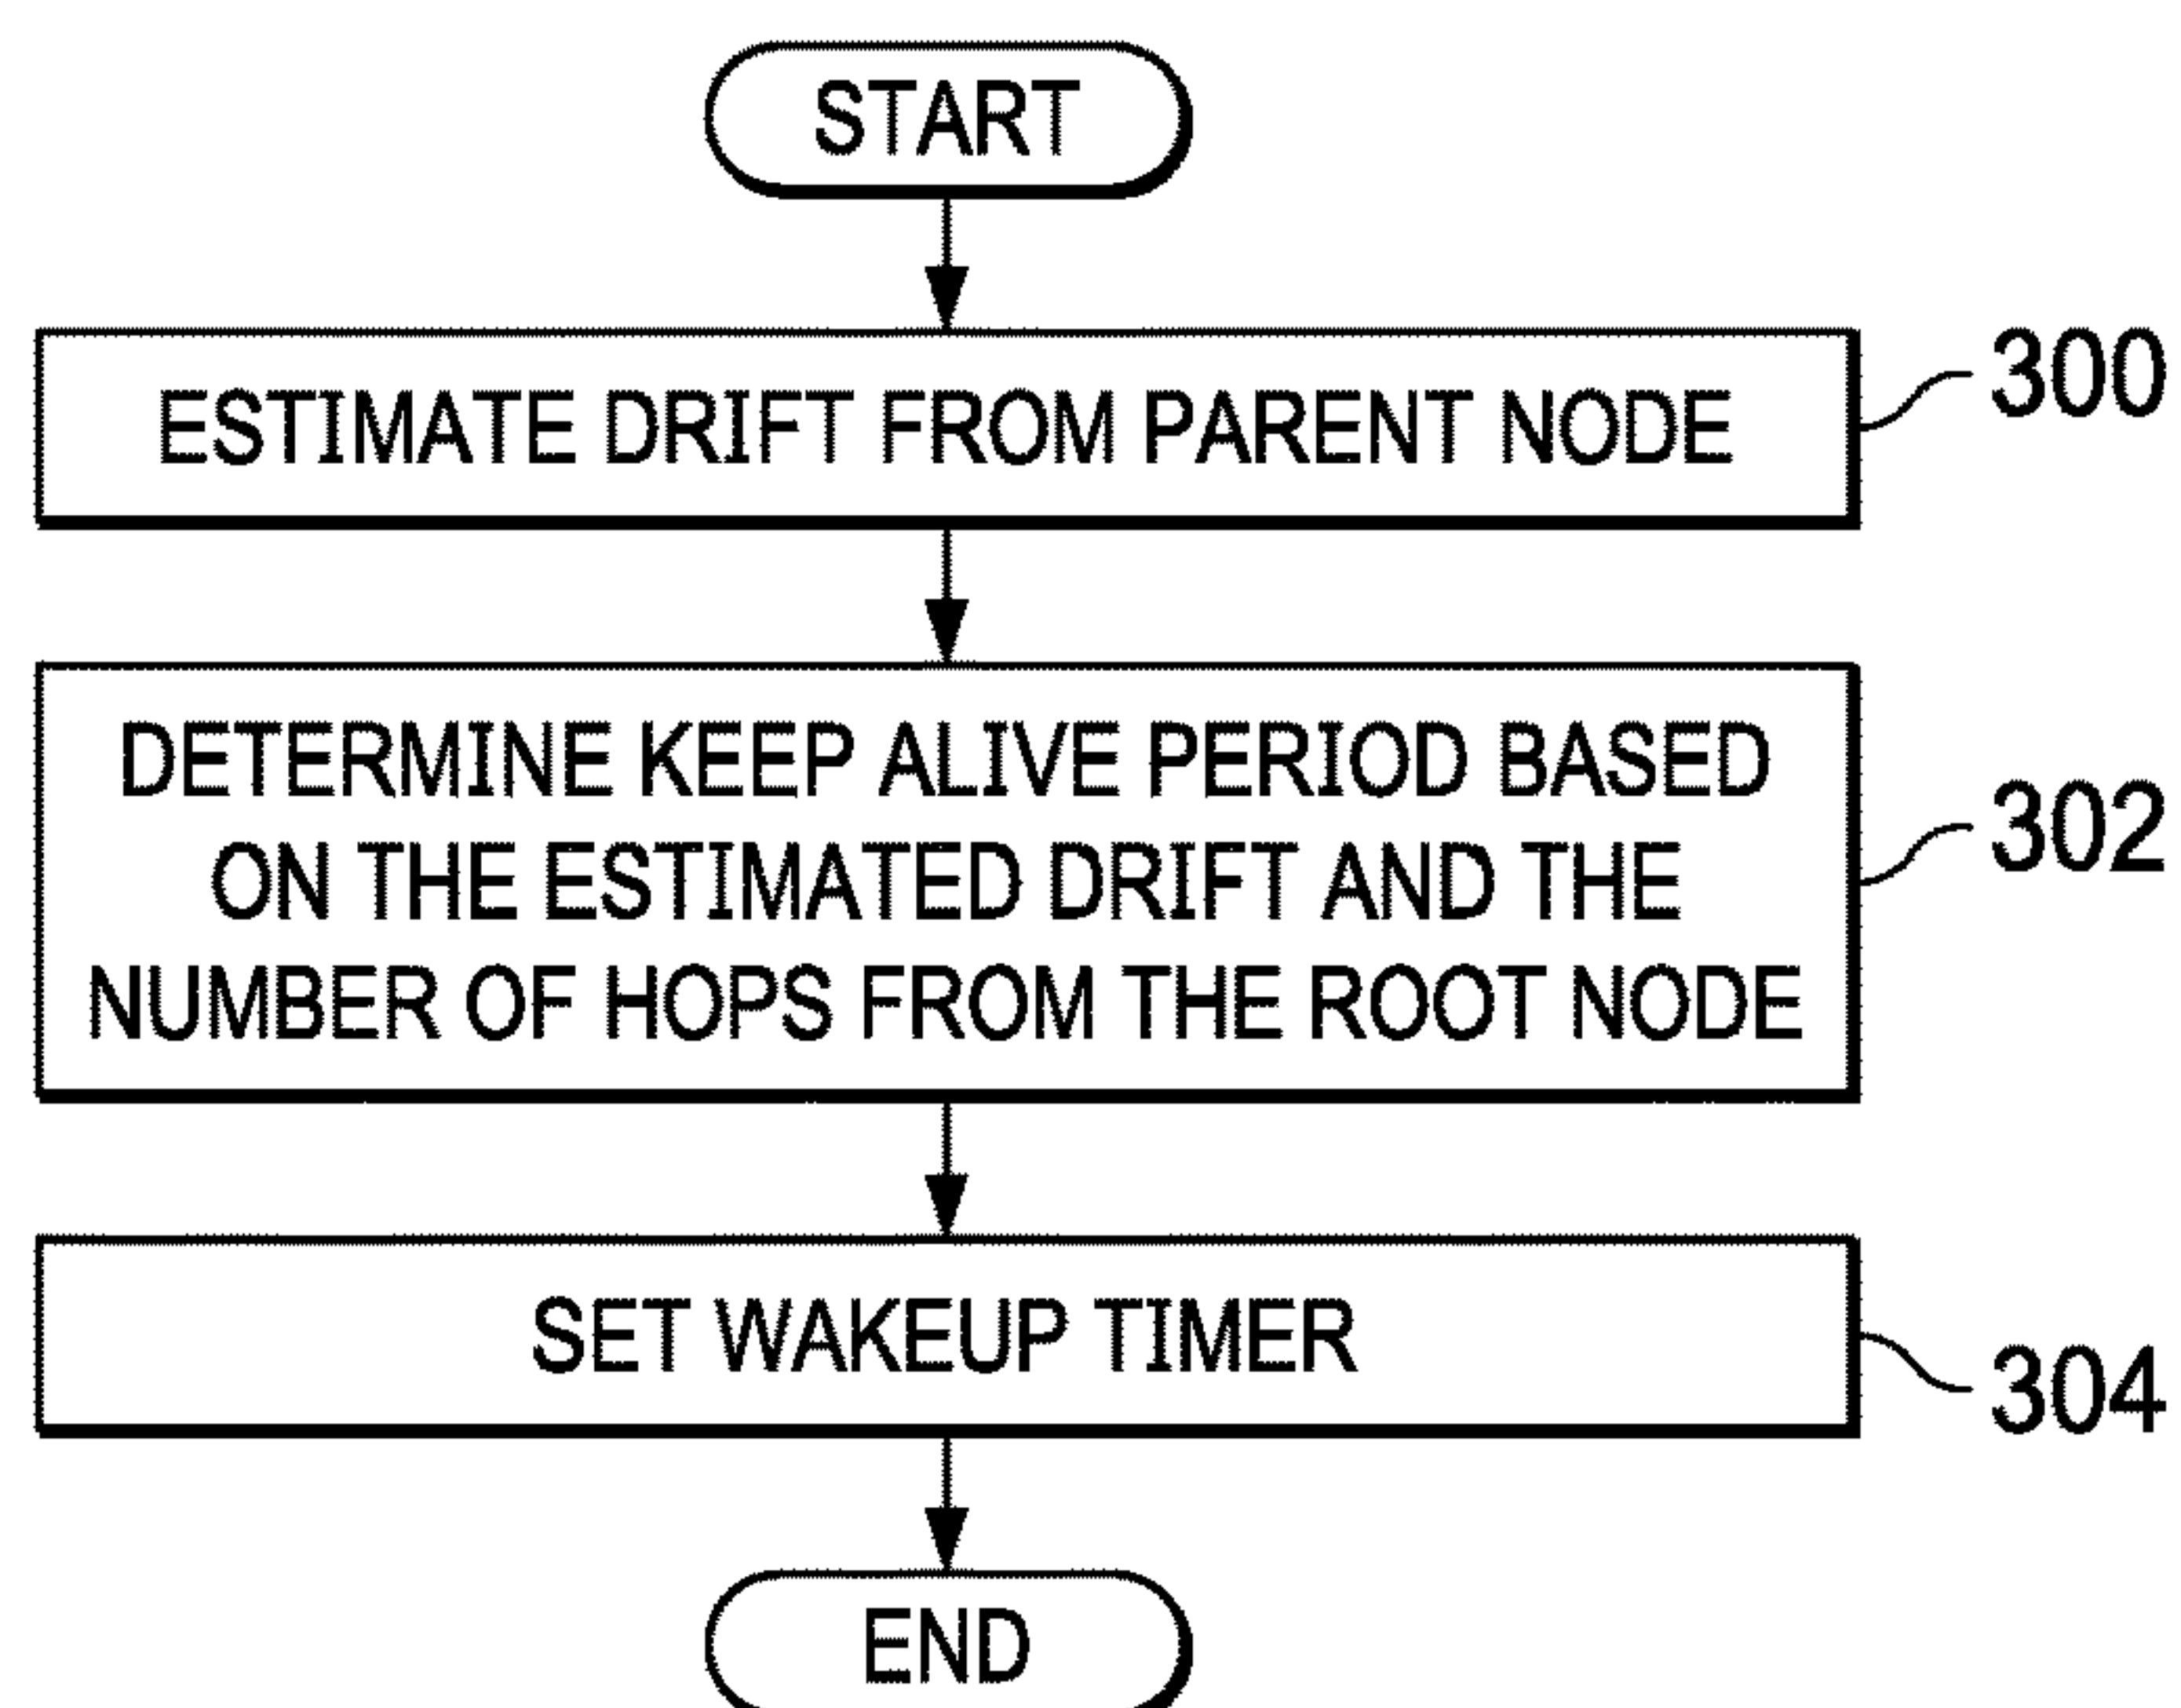 START
ESTIMATE DRIFT FROM PARENT NODE
300
DETERMINE KEEP ALIVE PERIOD BASED
ON THE ESTIMATED DRIFT AND THE
NUMBER OF HOPS FROM THE ROOT NODE
302
SET WAKEUP TIMER
304
END